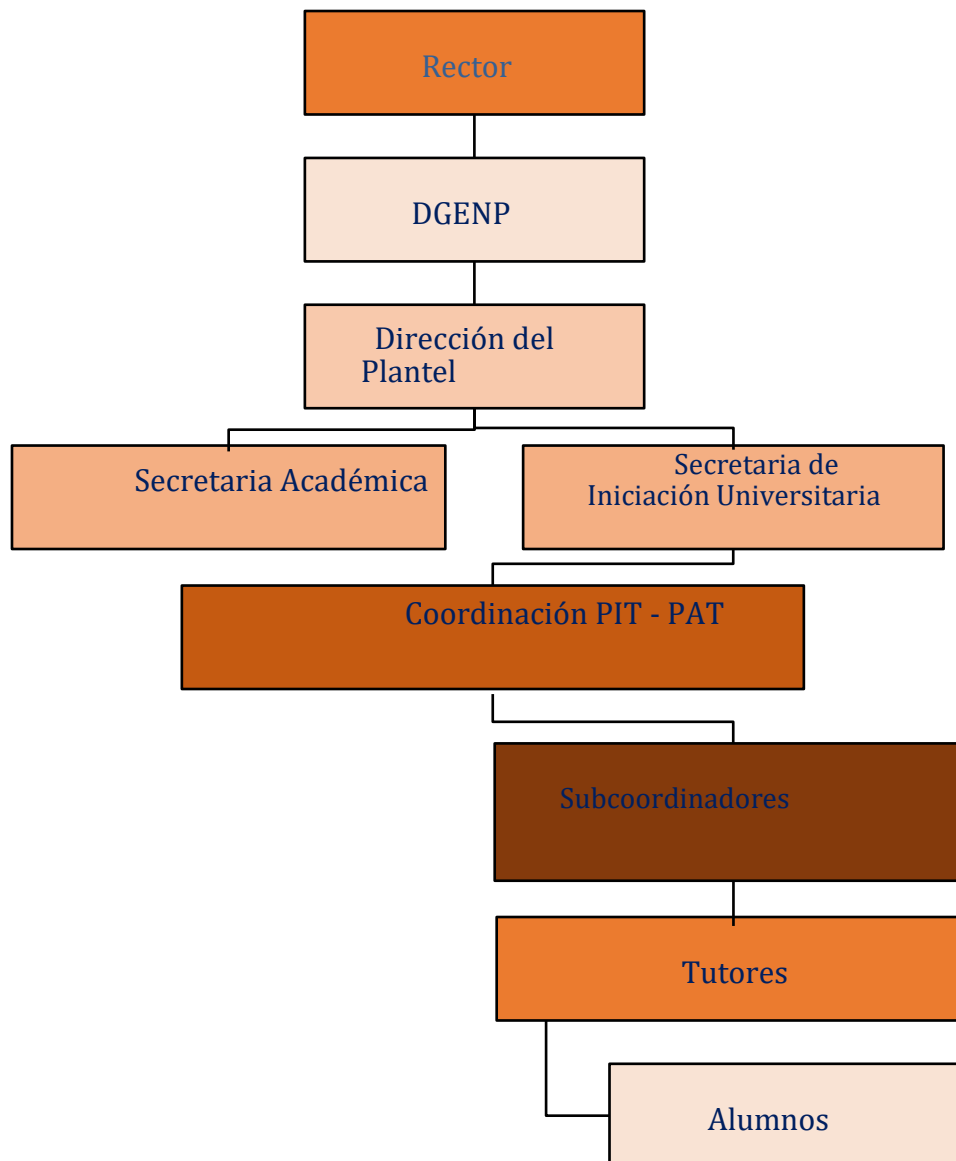 Rector
DGENP
Dirección del
Plantel
Secretaria Académica
Secretaria de
Iniciación Universitaria
Coordinación PIT - PAT
Subcoordinadores
Tutores
Alumnos